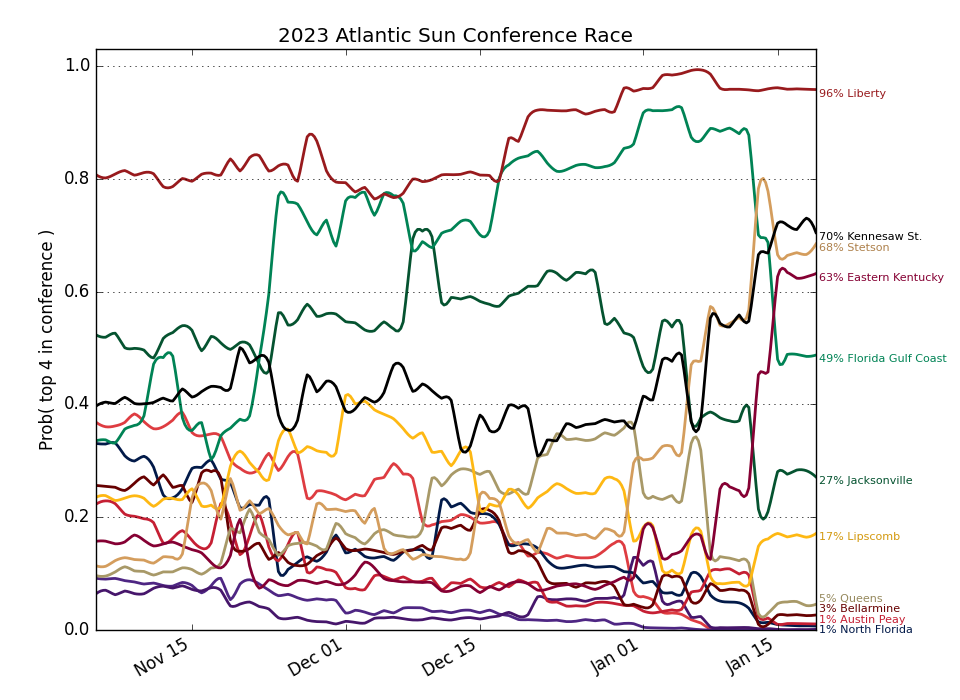 2023 Atlantic Sun Conference Race
Prob( top 4 in conference )
1.0
0.8
0.6
0.4
0.2
0.0
Nov 15
Dec 01
Dec 15
Jan 01
Jan 15
96% Liberty
70% Kennesaw St.
68% Stetson
63% Eastern Kentucky
49% Florida Gulf Coast
27% Jacksonville
17% Lipscomb
5% Queens
3% Bellarmine
1% Austin Peay
1% North Florida